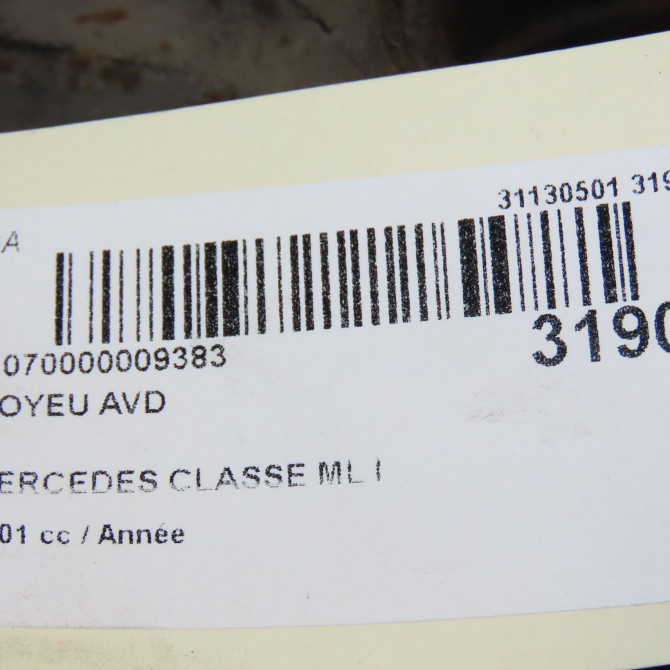 31130501 319
A
070000009383
3190
OYEU AVD
ERCEDES CLASSE ML I
01 cc / Année